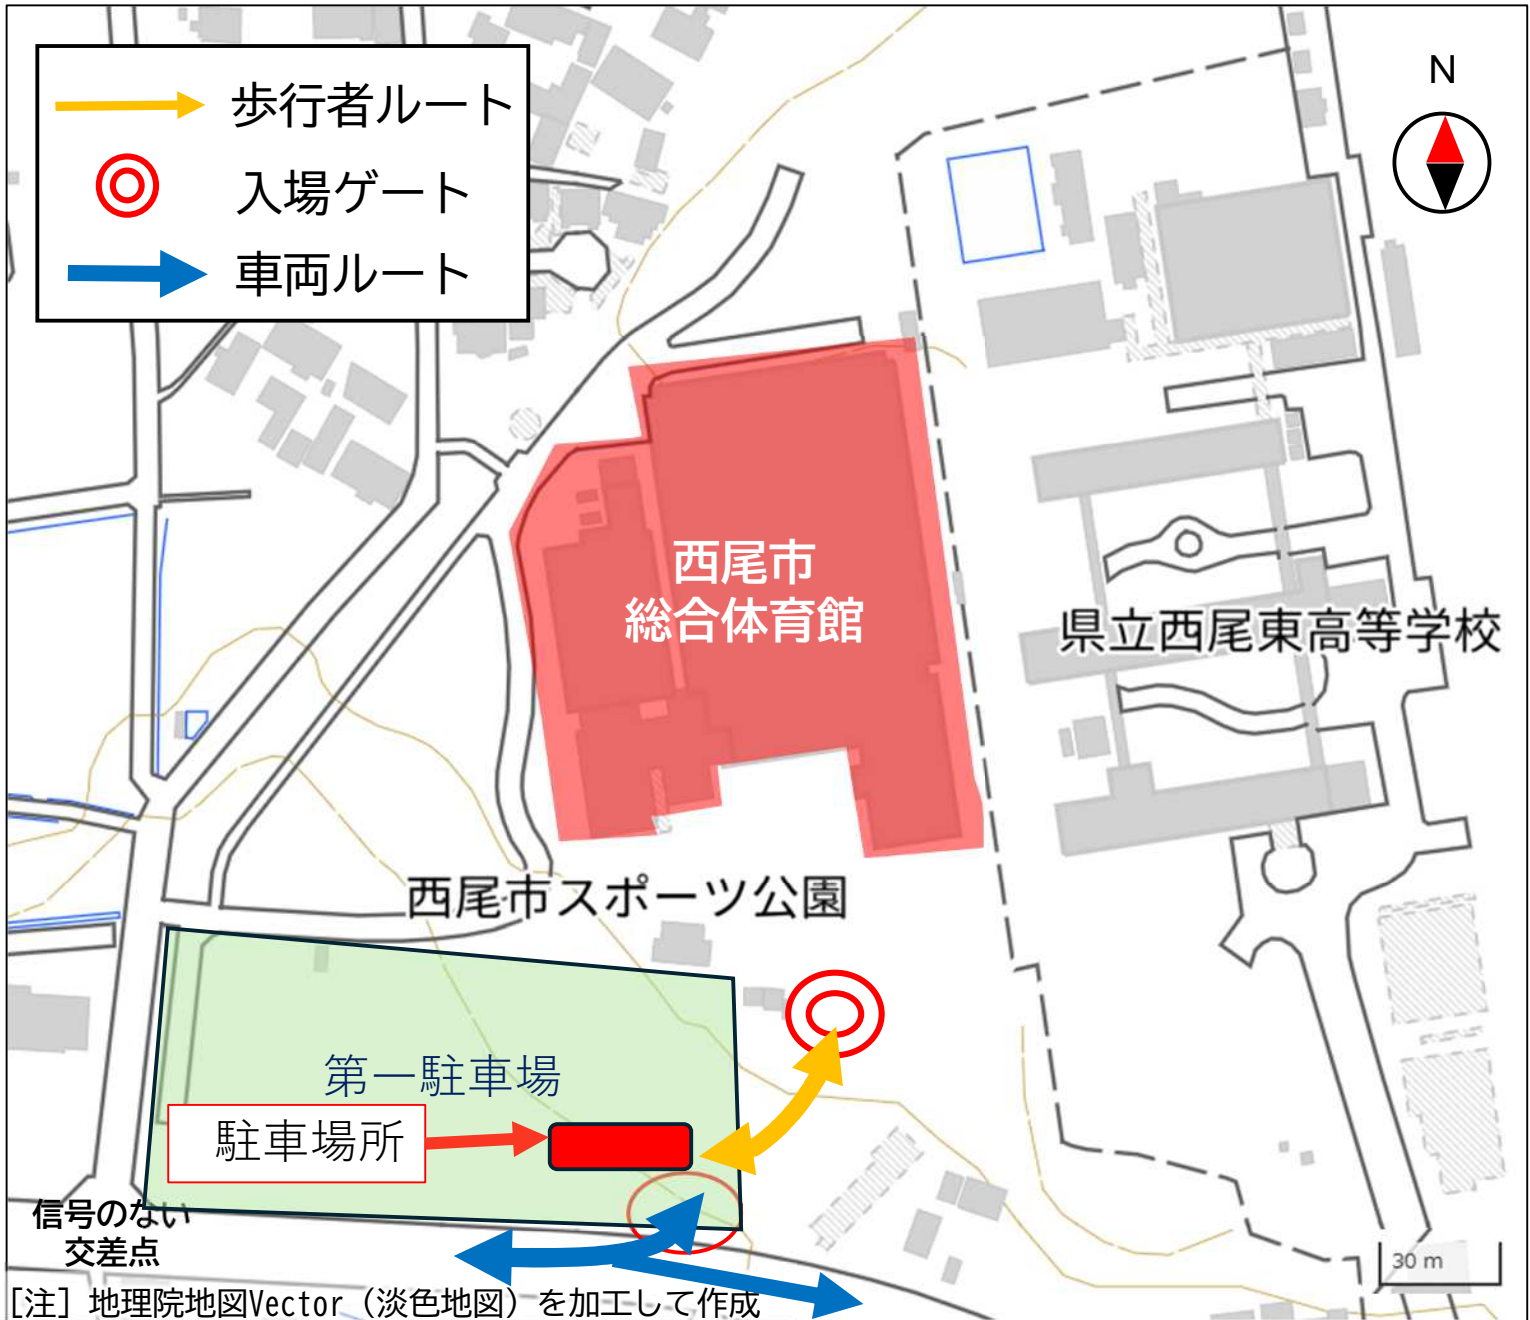 歩行者ルート
入場ゲート
車両ルート
N
西尾市
総合体育館
県立西尾東高等学校
西尾市スポーツ公園
第一駐車場
駐車場所
信号のない
交差点
30 m
[注] 地理院地図Vector（淡色地図）を加工して作成